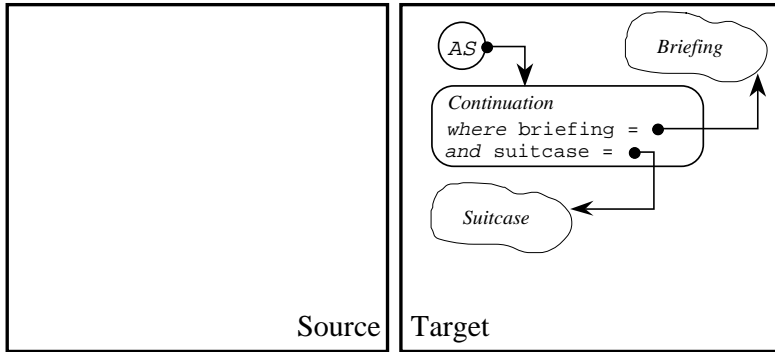 AS
Briefing
Continuation
where briefing =
and suitcase =
Suitcase
Source
Target